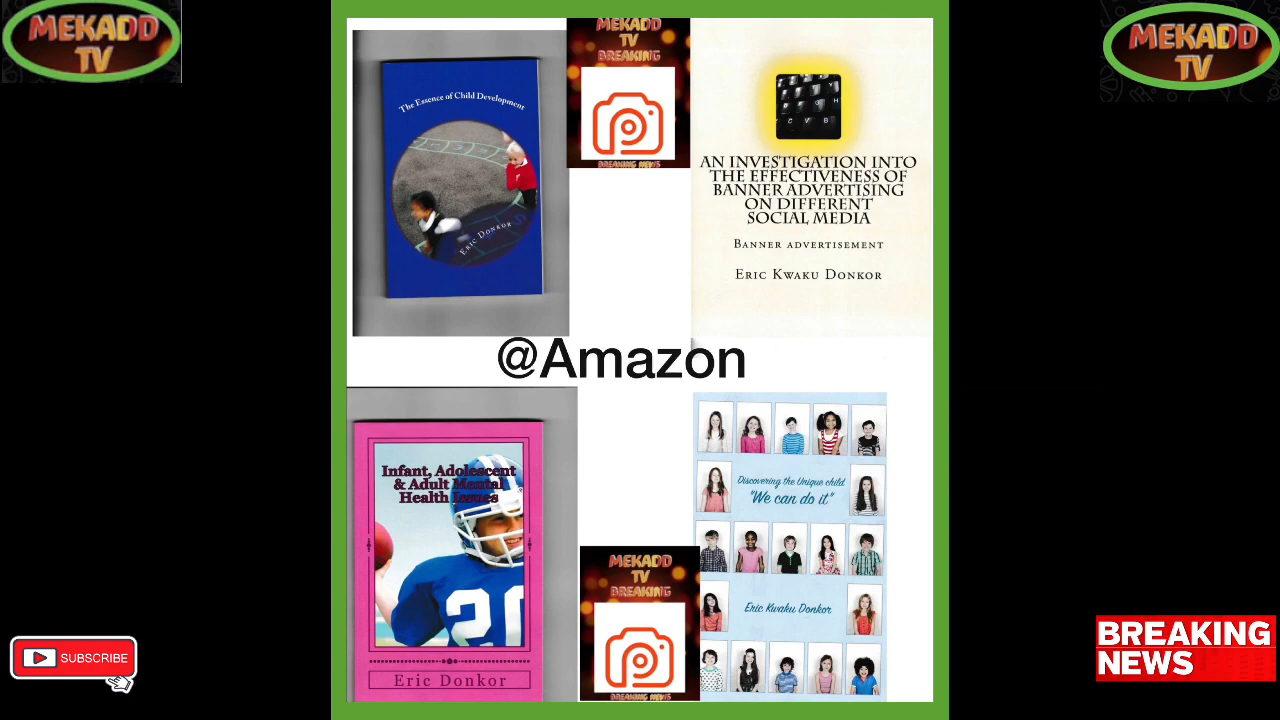 MEKADD
TV
MEKADD
TV
BREAKING
BREAKING NEWS
MEKADD
TV
The Essence of Child Development
Eric Donkor
Y
G H
C V B
AN INVESTIGATION INTO
THE EFFECTIVENESS OF
BANNER ADVERTISING
ON DIFFERENT
SOCIAL MEDIA
Banner advertisement
Eric Kwaku Donkor
@Amazon
Infant, Adolescent
& Adult Mental
Health Issues
20
Eric Donkor
Discovering the Unique child
"We can do it"
Eric Kwaku Donkor
MEKADD
TV
BREAKING
BREAKING NEWS
SUBSCRIBE
BREAKING
NEWS